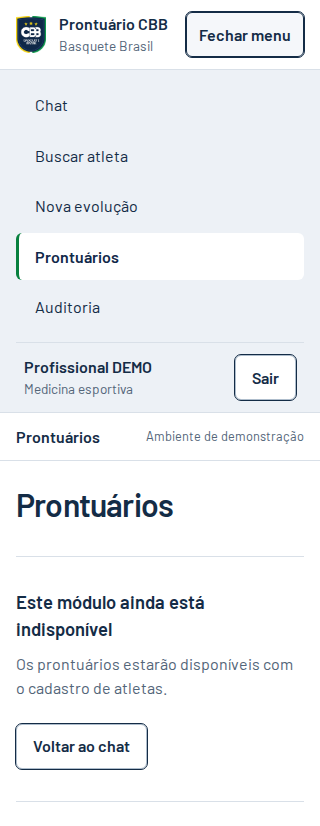 CBB
Prontuário CBB
Basquete Brasil
Fechar menu
Chat
Buscar atleta
Nova evolução
Prontuários
Auditoria
Profissional DEMO
Medicina esportiva
Sair
Prontuários
Ambiente de demonstração
Prontuários
Este módulo ainda está
indisponível
Os prontuários estarão disponíveis com
o cadastro de atletas.
Voltar ao chat